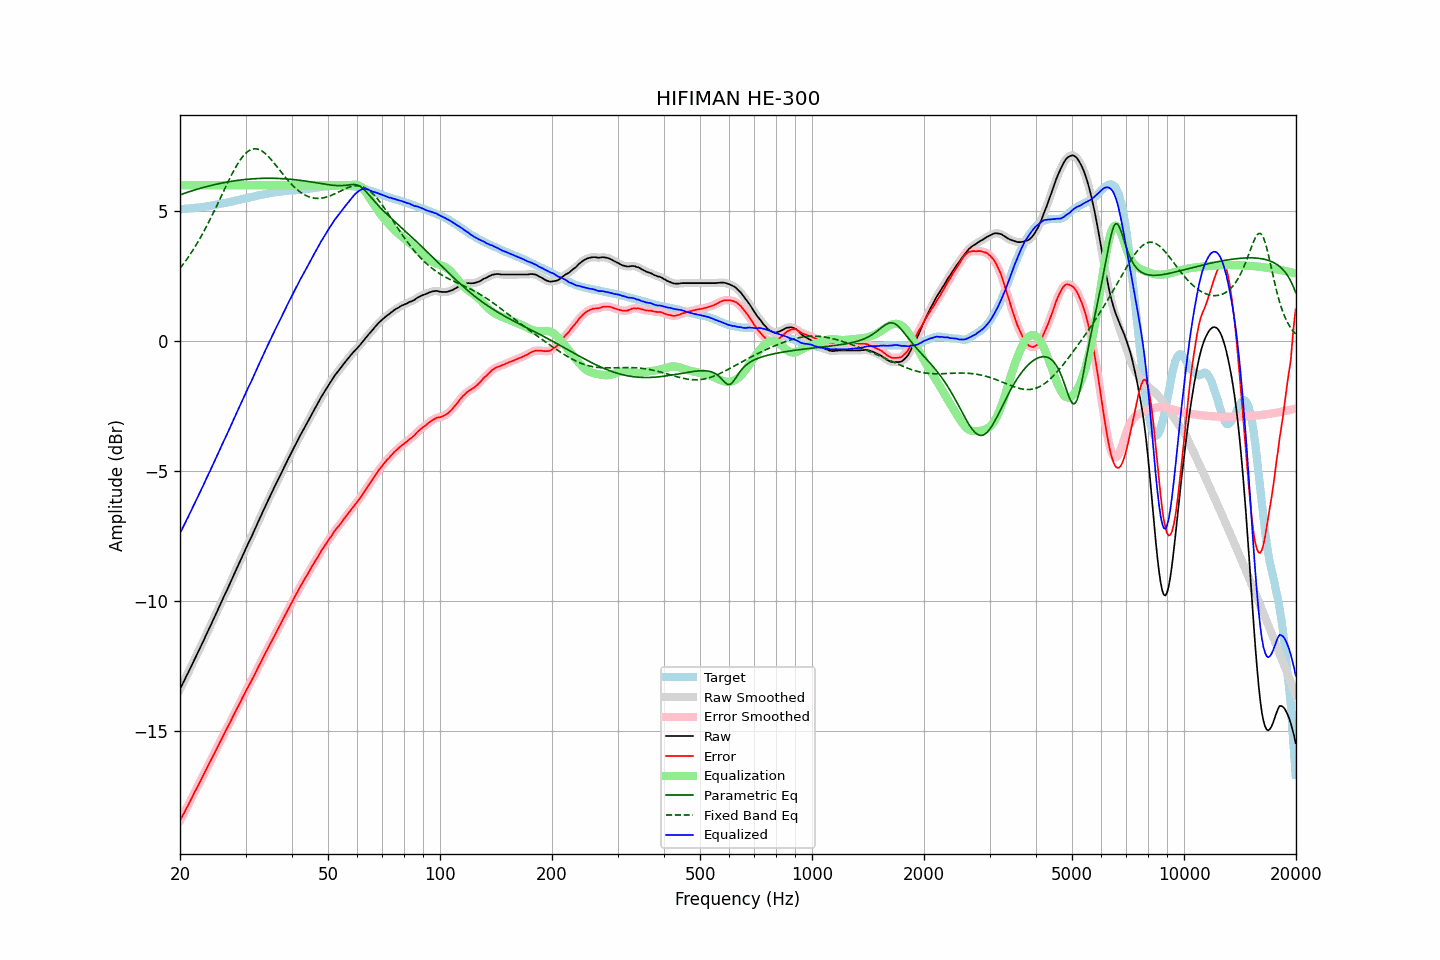 HIFIMAN HE-300
Amplitude (dBr)
5
0
−5
−10
−15
20
50
100
200
500
1000
2000
5000
10000
20000
Frequency (Hz)
Target
Raw Smoothed
Error Smoothed
Raw
Error
Equalization
Parametric Eq
Fixed Band Eq
Equalized